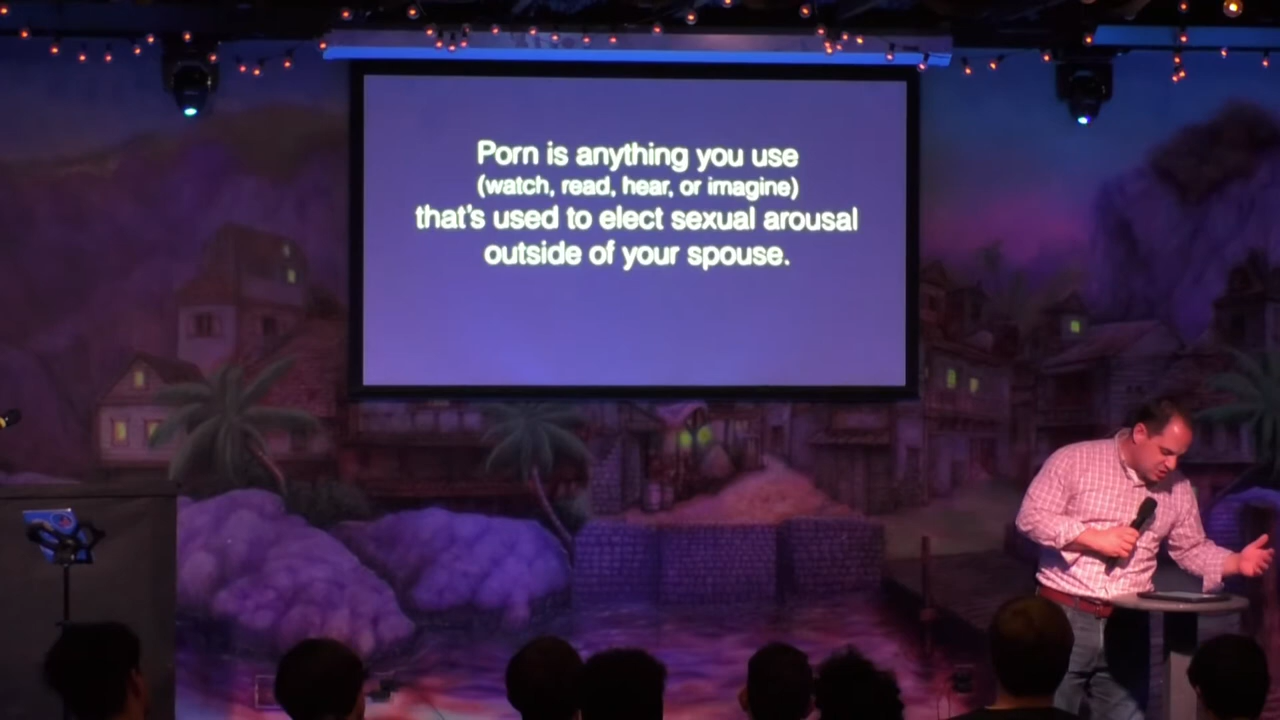 Porn is anything you use
(watch, read, hear, or imagine)
that's used to elect sexual arousal
outside of your spouse.